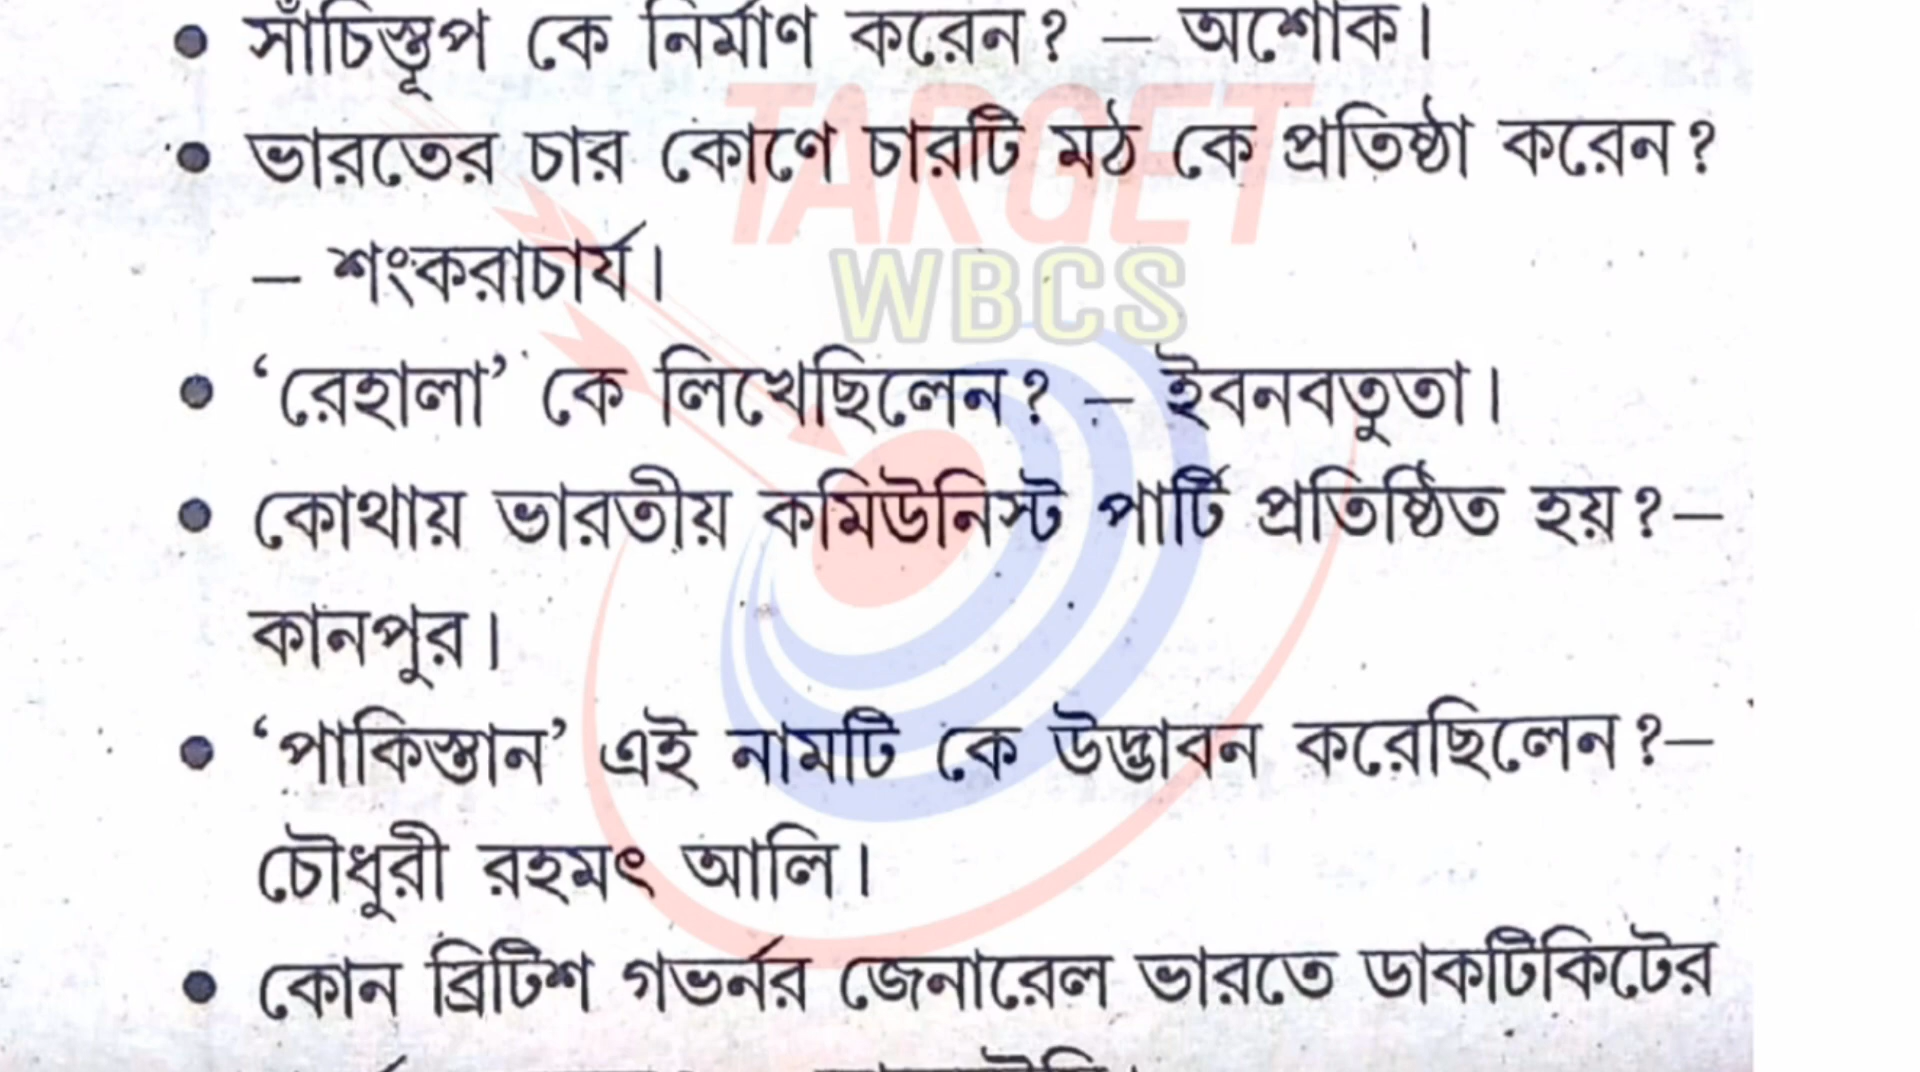 • সাঁচিস্তূপ কে নির্মাণ করেন? – অশোক।
• ভারতের চার কোণে চারটি মঠ কে প্রতিষ্ঠা করেন?
– শংকরাচার্য।
• ‘রেহালা’ কে লিখেছিলেন? – ইবনবতুতা।
• কোথায় ভারতীয় কমিউনিস্ট পার্টি প্রতিষ্ঠিত হয়?–
কানপুর।
• ‘পাকিস্তান’ এই নামটি কে উদ্ভাবন করেছিলেন?–
চৌধুরী রহমৎ আলি।
• কোন ব্রিটিশ গভর্নর জেনারেল ভারতে ডাকটিকিটের
TARGET
WBCS